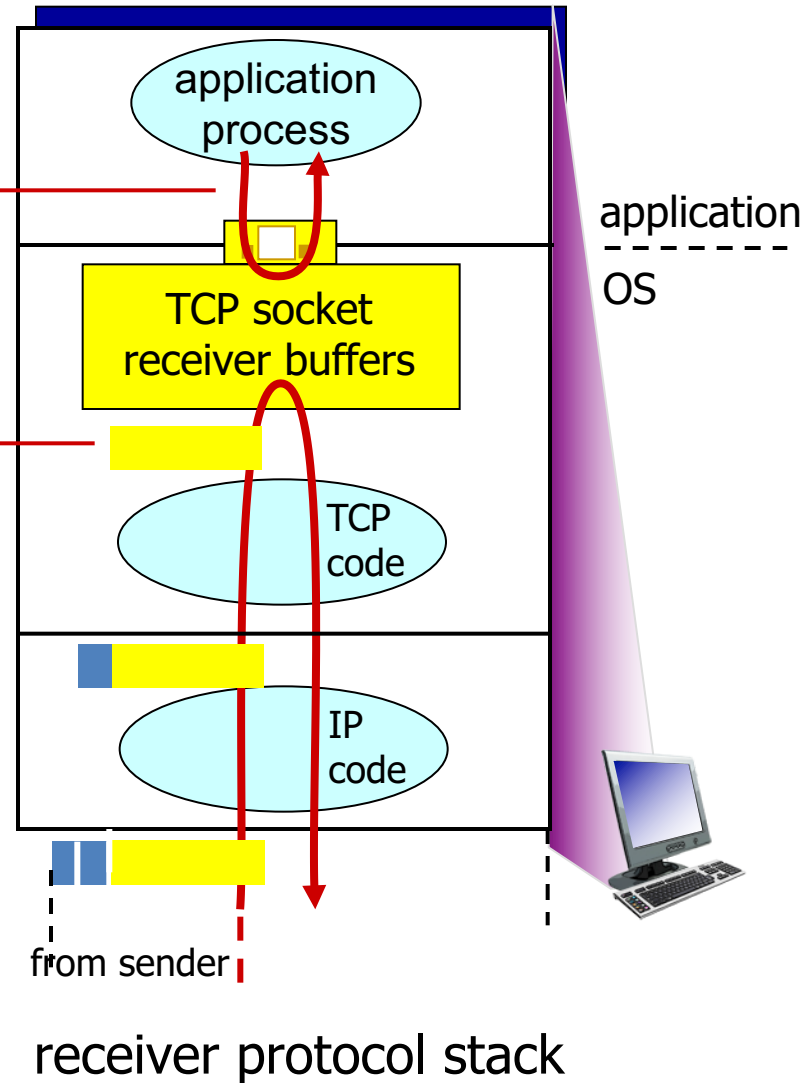 application
process
application
OS
TCP socket
receiver buffers
TCP
code
IP
code
from sender
receiver protocol stack